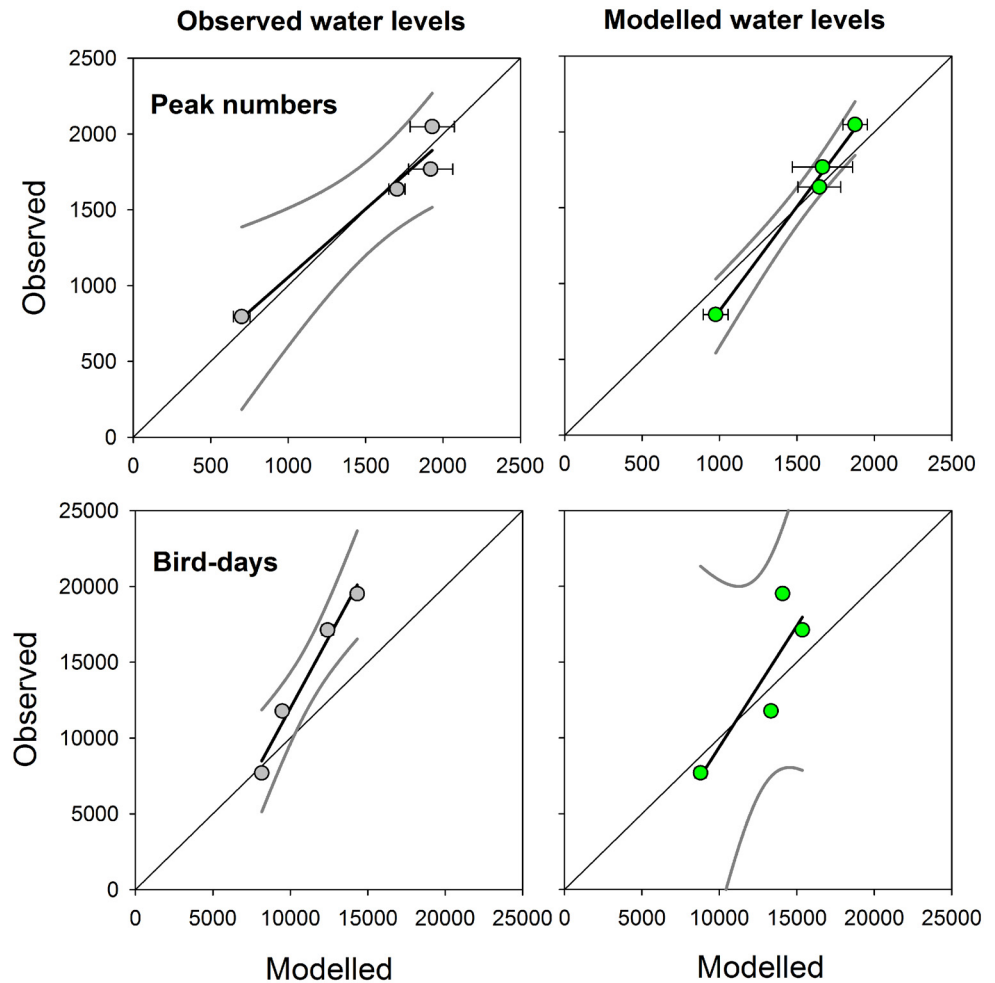 Observed water levels
Modelled water levels
Peak numbers
Observed
2500
2000
1500
1000
500
0
0 500 1000 1500 2000 2500
0 500 1000 1500 2000 2500
Bird-days
Observed
25000
20000
15000
10000
5000
0
0 5000 10000 15000 20000 25000
0 5000 10000 15000 20000 25000
Modelled
Modelled